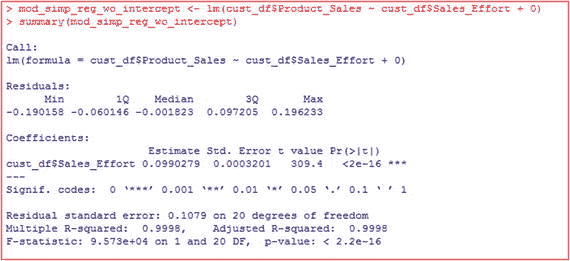 > mod_simp_reg_wo_intercept <- lm(cust_df$Product_Sales ~ cust_df$Sales_Effort + 0)
> summary(mod_simp_reg_wo_intercept)
Call:
lm(formula = cust_df$Product_Sales ~ cust_df$Sales_Effort + 0)
Residuals:
Min 1Q Median 3Q Max
-0.190158 -0.060146 -0.001823 0.097205 0.196233
Coefficients:
Estimate Std. Error t value Pr(>|t|)
cust_df$Sales_Effort 0.0990279 0.0003201 309.4 <2e-16 ***
---
Signif. codes: 0 ‘***’ 0.001 ‘**’ 0.01 ‘*’ 0.05 ‘.’ 0.1 ‘ ’ 1
Residual standard error: 0.1079 on 20 degrees of freedom
Multiple R-squared: 0.9998, Adjusted R-squared: 0.9998
F-statistic: 9.573e+04 on 1 and 20 DF, p-value: < 2.2e-16